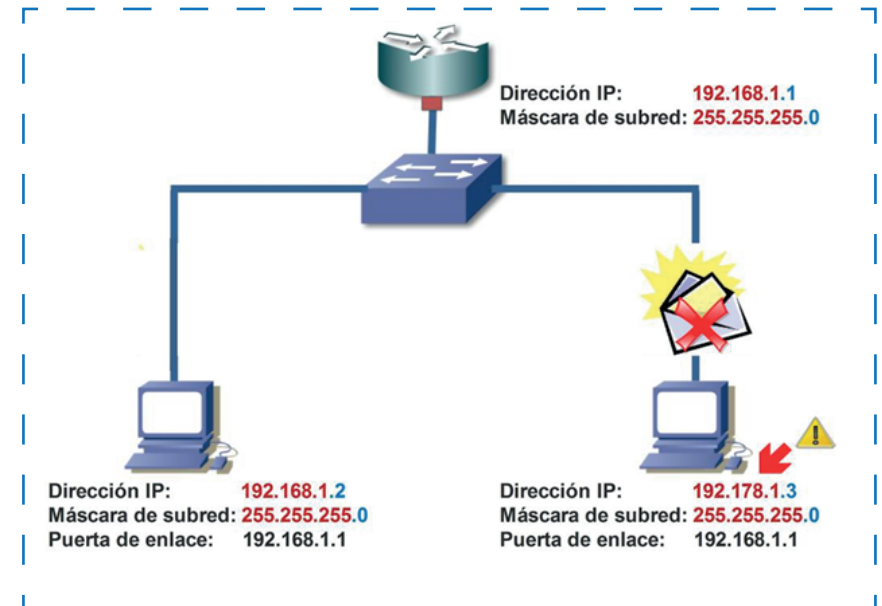 Dirección IP: 192.168.1.1
Máscara de subred: 255.255.255.0
Dirección IP: 192.168.1.2
Máscara de subred: 255.255.255.0
Puerta de enlace: 192.168.1.1
Dirección IP: 192.178.1.3
Máscara de subred: 255.255.255.0
Puerta de enlace: 192.168.1.1